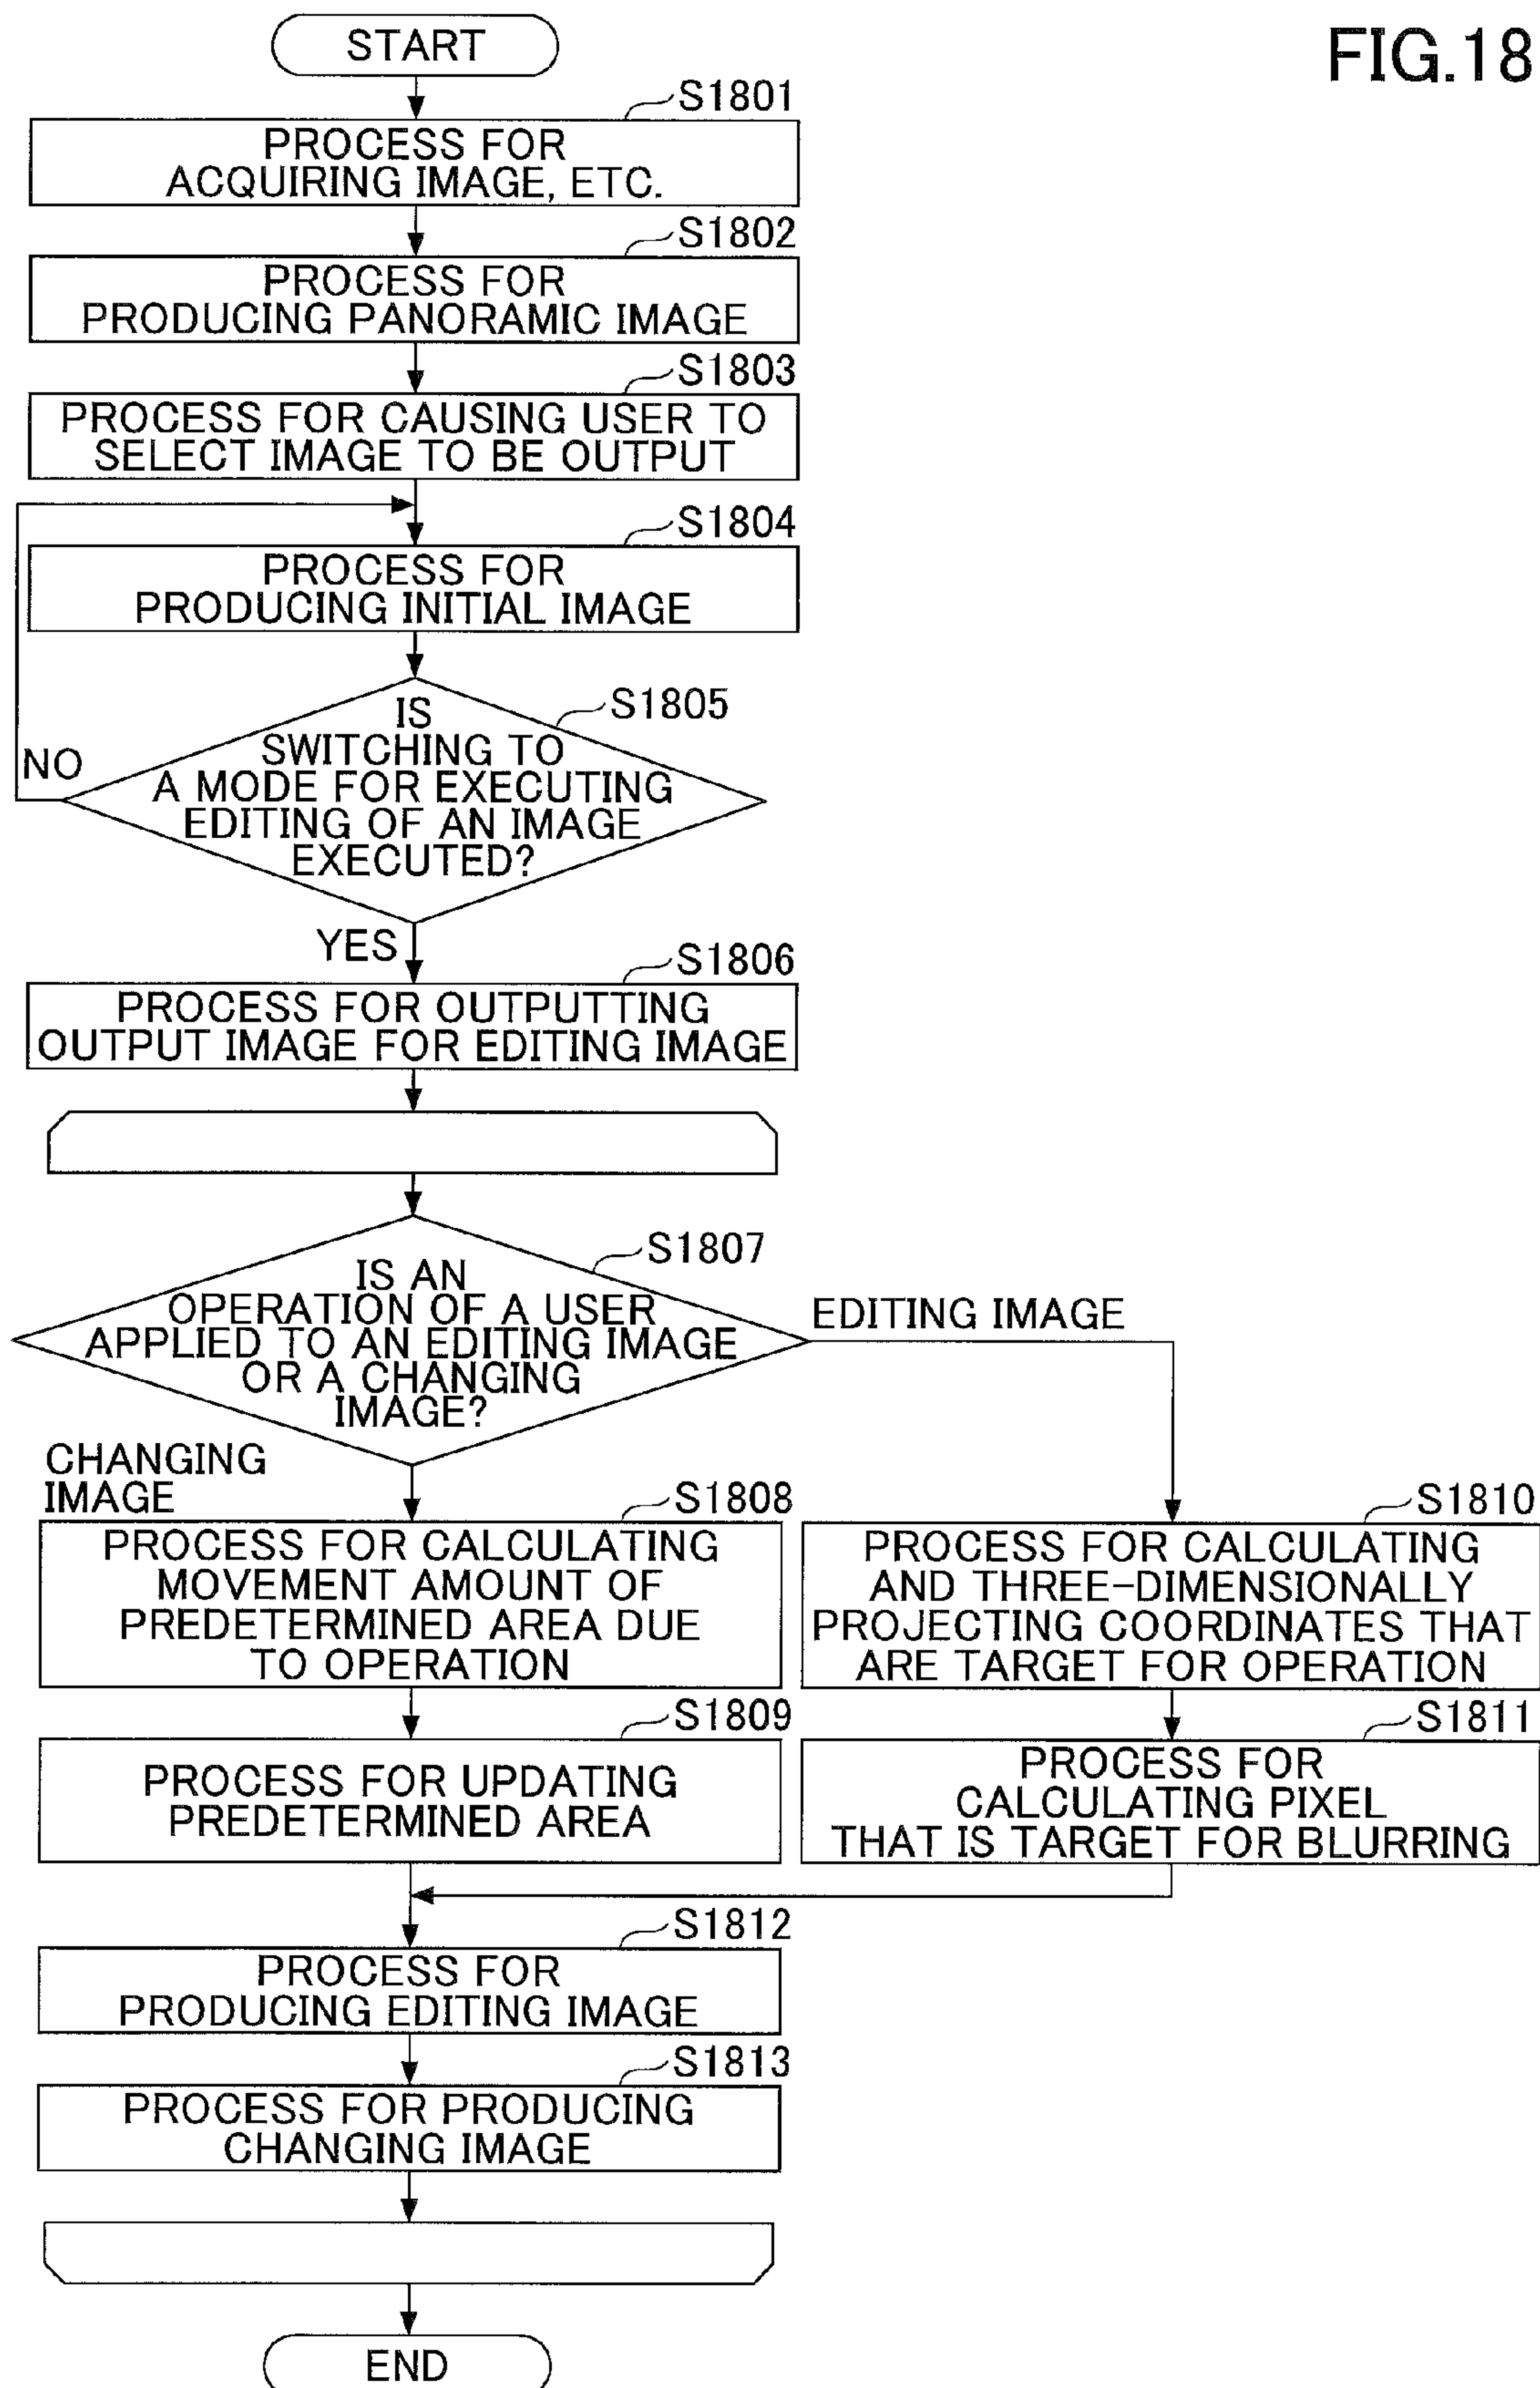 FIG.18
START
S1801
PROCESS FOR
ACQUIRING IMAGE, ETC.
S1802
PROCESS FOR
PRODUCING PANORAMIC IMAGE
S1803
PROCESS FOR CAUSING USER TO
SELECT IMAGE TO BE OUTPUT
S1804
PROCESS FOR
PRODUCING INITIAL IMAGE
S1805
IS
SWITCHING TO
A MODE FOR EXECUTING
EDITING OF AN IMAGE
EXECUTED?
NO
YES
S1806
PROCESS FOR OUTPUTTING
OUTPUT IMAGE FOR EDITING IMAGE
S1807
IS AN
OPERATION OF A USER
APPLIED TO AN EDITING IMAGE
OR A CHANGING
IMAGE?
EDITING IMAGE
CHANGING
IMAGE
S1808
PROCESS FOR CALCULATING
MOVEMENT AMOUNT OF
PREDETERMINED AREA DUE
TO OPERATION
S1810
PROCESS FOR CALCULATING
AND THREE-DIMENSIONALLY
PROJECTING COORDINATES THAT
ARE TARGET FOR OPERATION
S1809
PROCESS FOR UPDATING
PREDETERMINED AREA
S1811
PROCESS FOR
CALCULATING PIXEL
THAT IS TARGET FOR BLURRING
S1812
PROCESS FOR
PRODUCING EDITING IMAGE
S1813
PROCESS FOR PRODUCING
CHANGING IMAGE
END